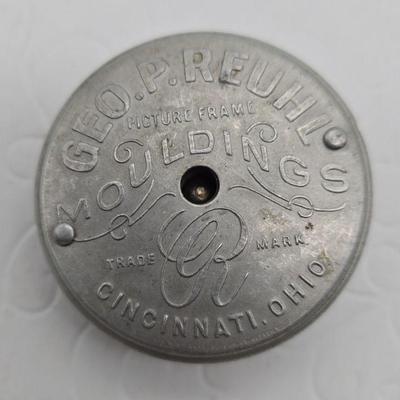 GEO. P. REUHL
PICTURE FRAME
MOULDINGS
TRADE MARK.
CINCINNATI, OHIO